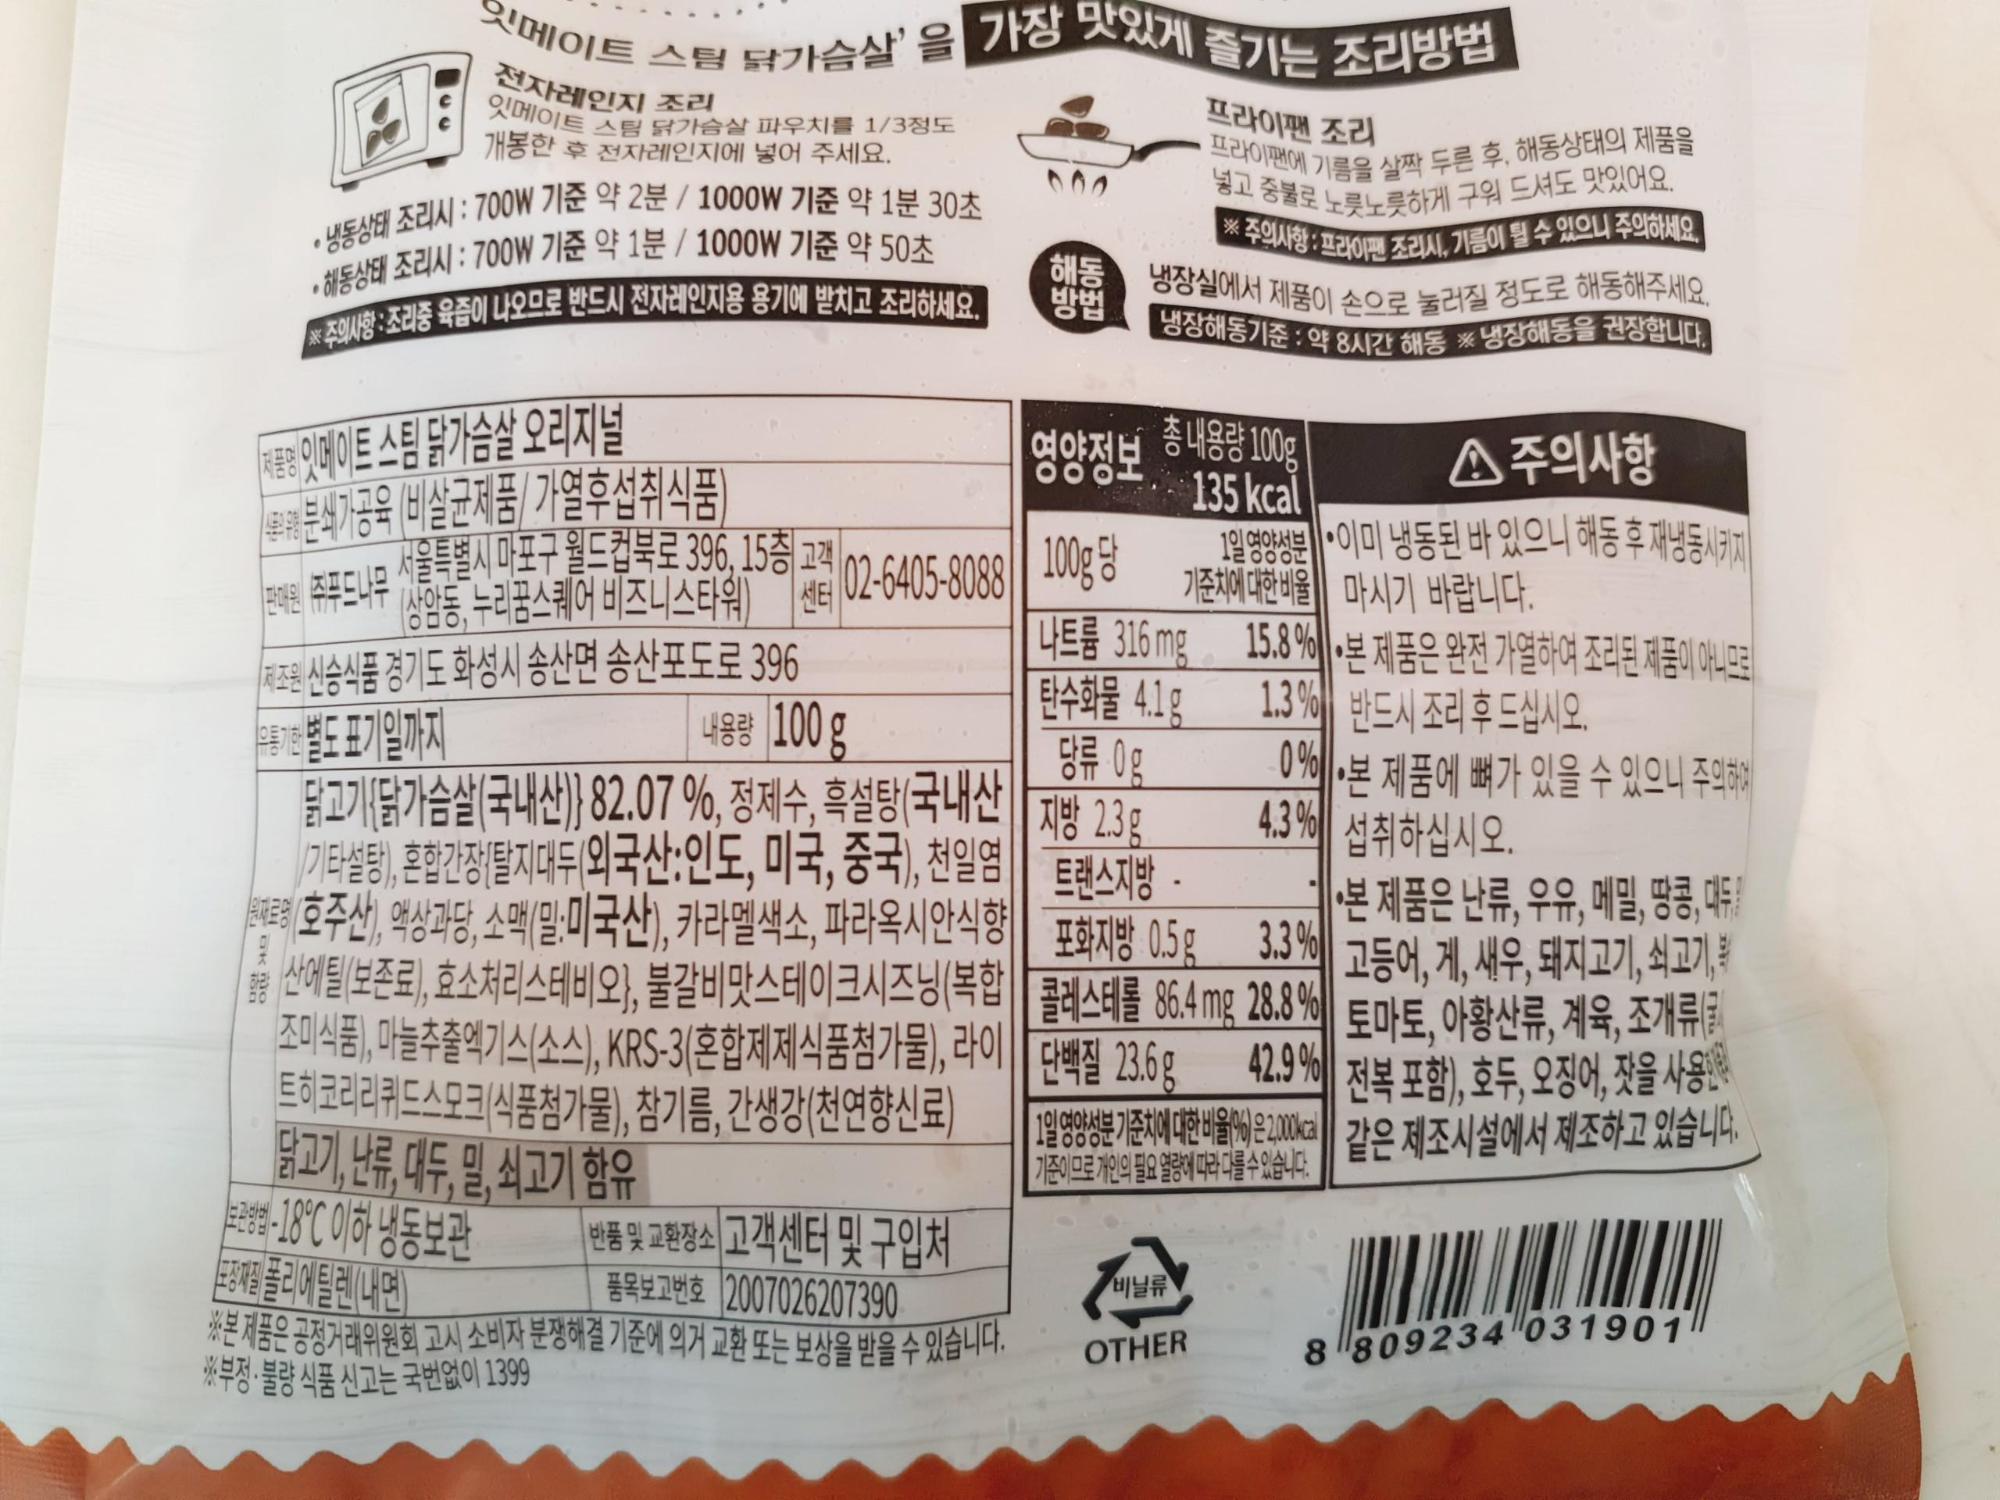 잇메이트 스팀 닭가슴살' 을 가장 맛있게 즐기는 조리방법
전자레인지 조리
잇메이트 스팀 닭가슴살 파우치를 1/3정도
개봉한 후 전자레인지에 넣어 주세요.
• 냉동상태 조리시 : 700W 기준 약 2분 / 1000W 기준 약 1분 30초
• 해동상태 조리시 : 700W 기준 약 1분 / 1000W 기준 약 50초
※ 주의사항 : 조리중 육즙이 나오므로 반드시 전자레인지용 용기에 받치고 조리하세요.
프라이팬 조리
프라이팬에 기름을 살짝 두른 후, 해동상태의 제품을
넣고 중불로 노릇노릇하게 구워 드셔도 맛있어요.
※ 주의사항 : 프라이팬 조리시, 기름이 튈 수 있으니 주의하세요.
해동
방법
냉장실에서 제품이 손으로 눌러질 정도로 해동해주세요.
냉장해동기준 : 약 8시간 해동 ※ 냉장해동을 권장합니다.
제품명 잇메이트 스팀 닭가슴살 오리지널
식품의 유형 분쇄가공육 (비살균제품/ 가열후섭취식품)
판매원 ㈜푸드나무 서울특별시 마포구 월드컵북로 396, 15층
(상암동, 누리꿈스퀘어 비즈니스타워)
고객
센터
02-6405-8088
제조원 신승식품 경기도 화성시 송산면 송산포도로 396
유통기한 별도 표기일까지 내용량 100 g
원재료명
및
함량
닭고기{닭가슴살(국내산)} 82.07 %, 정제수, 흑설탕(국내산
/기타설탕), 혼합간장{탈지대두(외국산:인도, 미국, 중국), 천일염
(호주산), 액상과당, 소맥(밀:미국산), 카라멜색소, 파라옥시안식향
산에틸(보존료), 효소처리스테비오}, 불갈비맛스테이크시즈닝(복합
조미식품), 마늘추출엑기스(소스), KRS-3(혼합제제식품첨가물), 라이
트히코리리퀴드스모크(식품첨가물), 참기름, 간생강(천연향신료)
닭고기, 난류, 대두, 밀, 쇠고기 함유
보관방법 -18℃ 이하 냉동보관 반품 및 교환장소 고객센터 및 구입처
포장재질 폴리에틸렌(내면) 품목보고번호 2007026207390
※본 제품은 공정거래위원회 고시 소비자 분쟁해결 기준에 의거 교환 또는 보상을 받을 수 있습니다.
※부정·불량 식품 신고는 국번없이 1399
영양정보 총 내용량 100g
135 kcal
100g 당 1일 영양성분
기준치에 대한 비율
나트륨 316 mg 15.8 %
탄수화물 4.1 g 1.3 %
당류 0 g 0 %
지방 2.3 g 4.3 %
트랜스지방 - -
포화지방 0.5 g 3.3 %
콜레스테롤 86.4 mg 28.8 %
단백질 23.6 g 42.9 %
1일 영양성분 기준치에 대한 비율(%) 은 2,000kcal
기준이므로 개인의 필요 열량에 따라 다를 수 있습니다.
⚠ 주의사항
•이미 냉동된 바 있으니 해동 후 재냉동시키지
마시기 바랍니다.
•본 제품은 완전 가열하여 조리된 제품이 아니므로
반드시 조리 후 드십시오.
•본 제품에 뼈가 있을 수 있으니 주의하여
섭취하십시오.
•본 제품은 난류, 우유, 메밀, 땅콩, 대두,
고등어, 게, 새우, 돼지고기, 쇠고기,
토마토, 아황산류, 계육, 조개류(굴,
전복 포함), 호두, 오징어, 잣을 사용한
같은 제조시설에서 제조하고 있습니다.
비닐류
OTHER
8 809234 031901